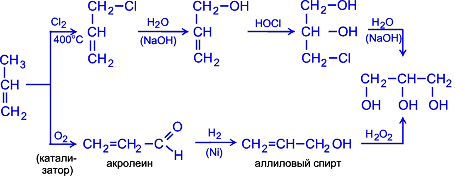 CH₂–Cl CH₂–OH CH₂–OH
Cl₂ H₂O HOCl H₂O
400°C CH (NaOH) CH CH–OH (NaOH)
CH₂ CH₂ CH₂–Cl
CH₃ CH₂–CH–CH₂
CH OH OH OH
CH₂
O₂ CH₂=CH–C O H H₂ CH₂=CH–CH₂OH H₂O₂
(катали- (Ni)
затор) акролеин аллиловый спирт